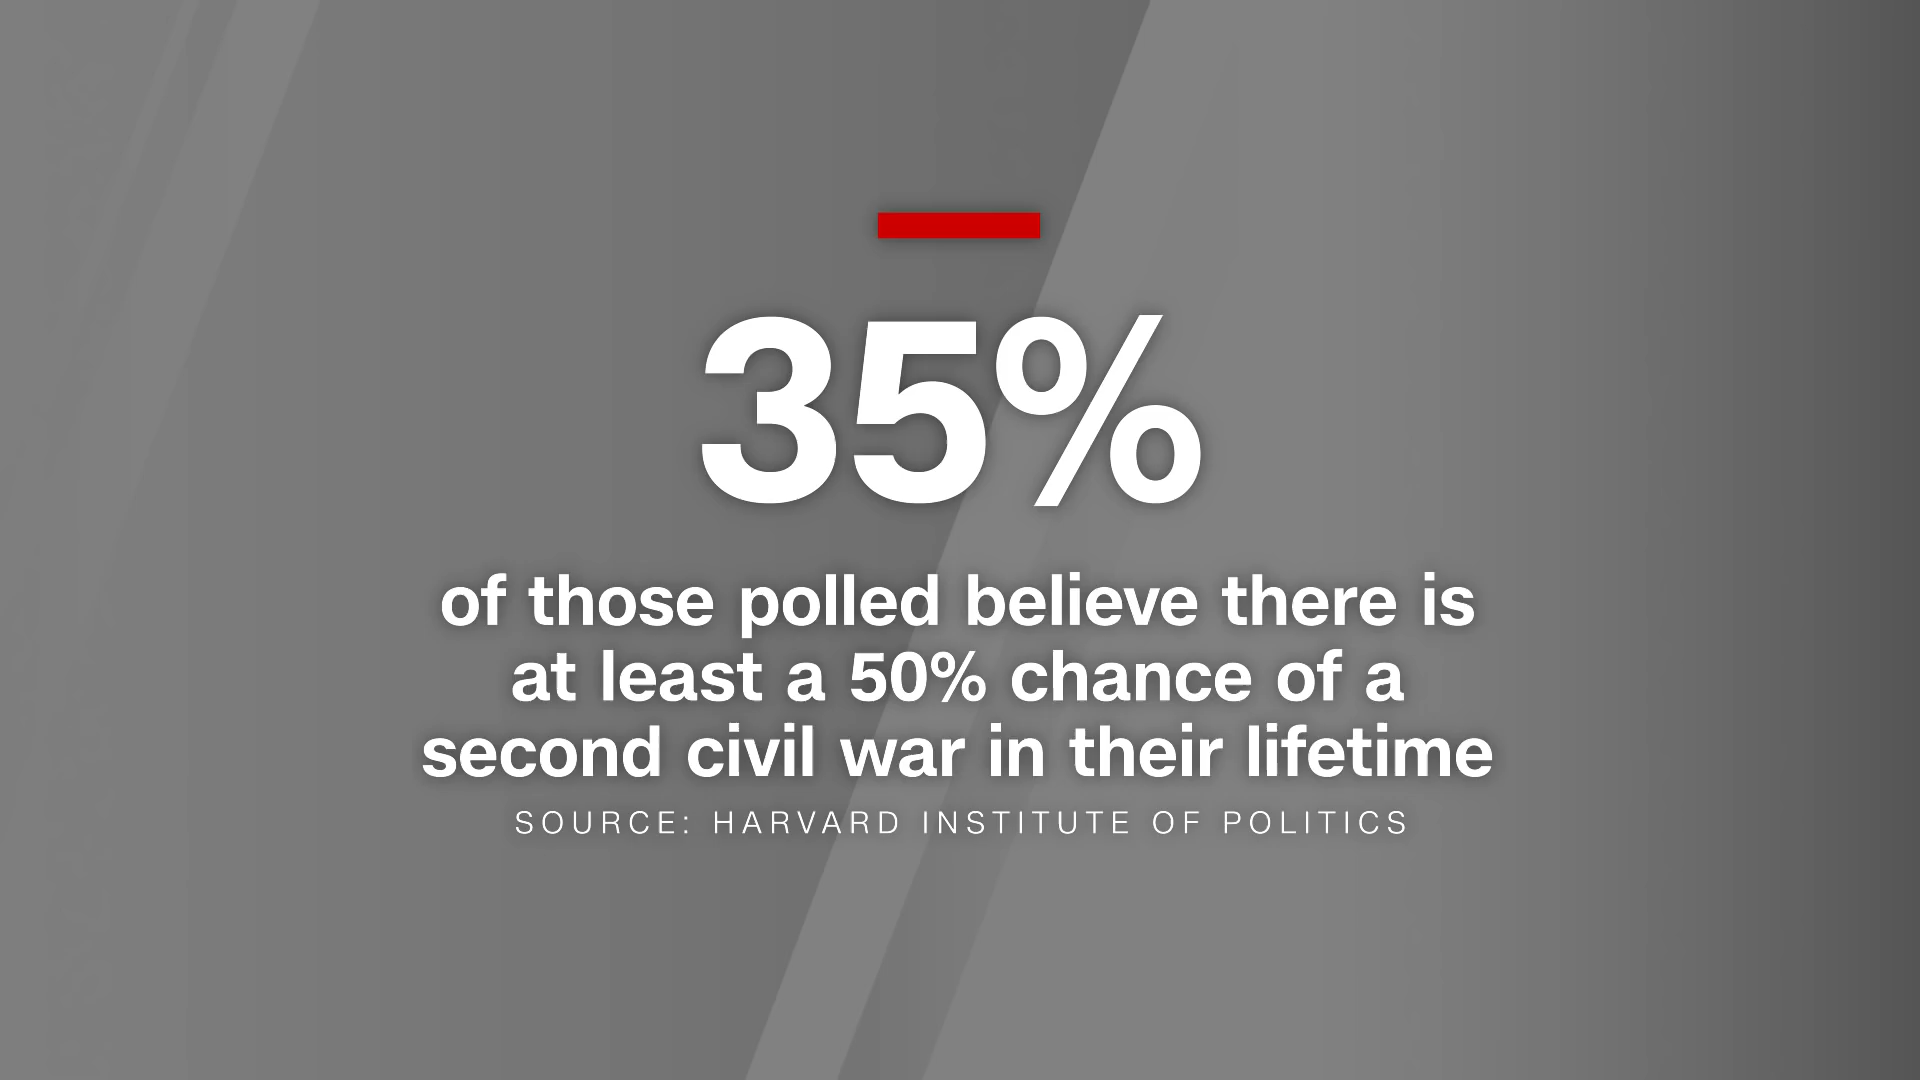 35%
of those polled believe there is
at least a 50% chance of a
second civil war in their lifetime
SOURCE: HARVARD INSTITUTE OF POLITICS